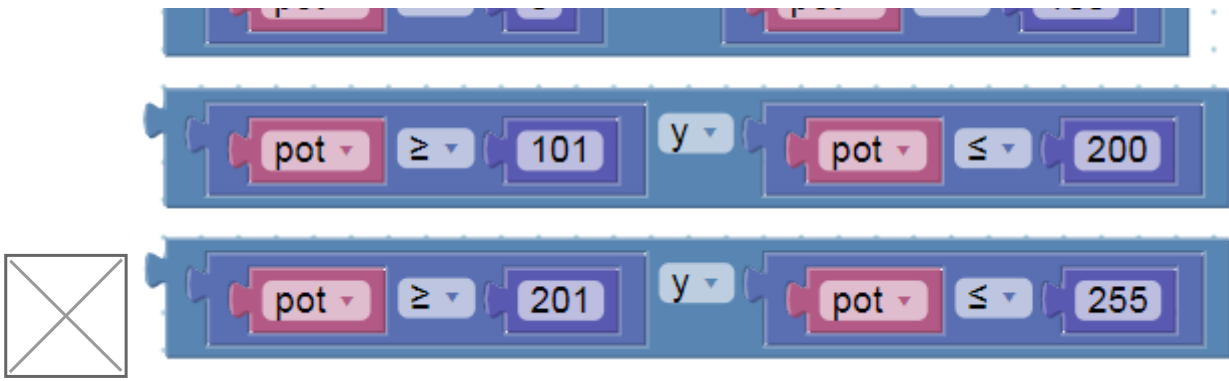 pot ≥ 101 y pot ≤ 200
pot ≥ 201 y pot ≤ 255